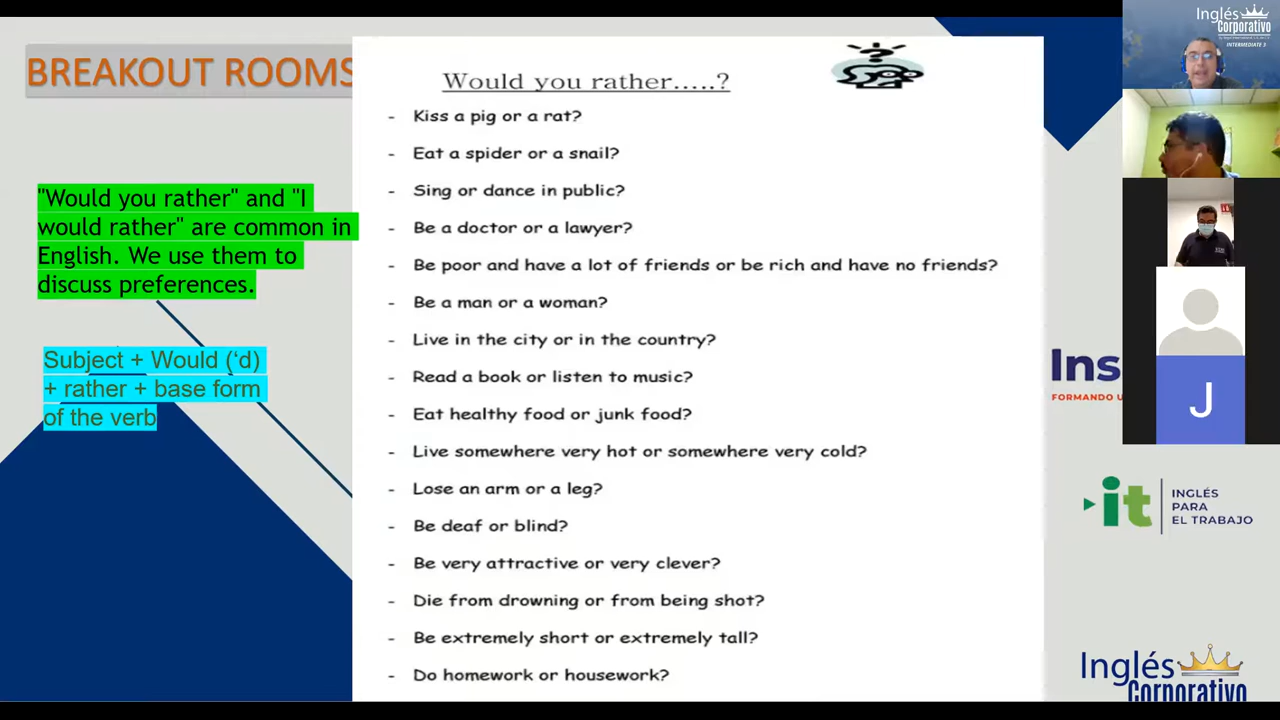 BREAKOUT ROOMS
"Would you rather" and "I
would rather" are common in
English. We use them to
discuss preferences.
Subject + Would (‘d)
+ rather + base form
of the verb
Would you rather.....?
- Kiss a pig or a rat?
- Eat a spider or a snail?
- Sing or dance in public?
- Be a doctor or a lawyer?
- Be poor and have a lot of friends or be rich and have no friends?
- Be a man or a woman?
- Live in the city or in the country?
- Read a book or listen to music?
- Eat healthy food or junk food?
- Live somewhere very hot or somewhere very cold?
- Lose an arm or a leg?
- Be deaf or blind?
- Be very attractive or very clever?
- Die from drowning or from being shot?
- Be extremely short or extremely tall?
- Do homework or housework?
Inglés
Corporativo
INTERMEDIATE 3
J
Ins
FORMANDO U
it
INGLÉS
PARA
EL TRABAJO
Inglés
Corporativo